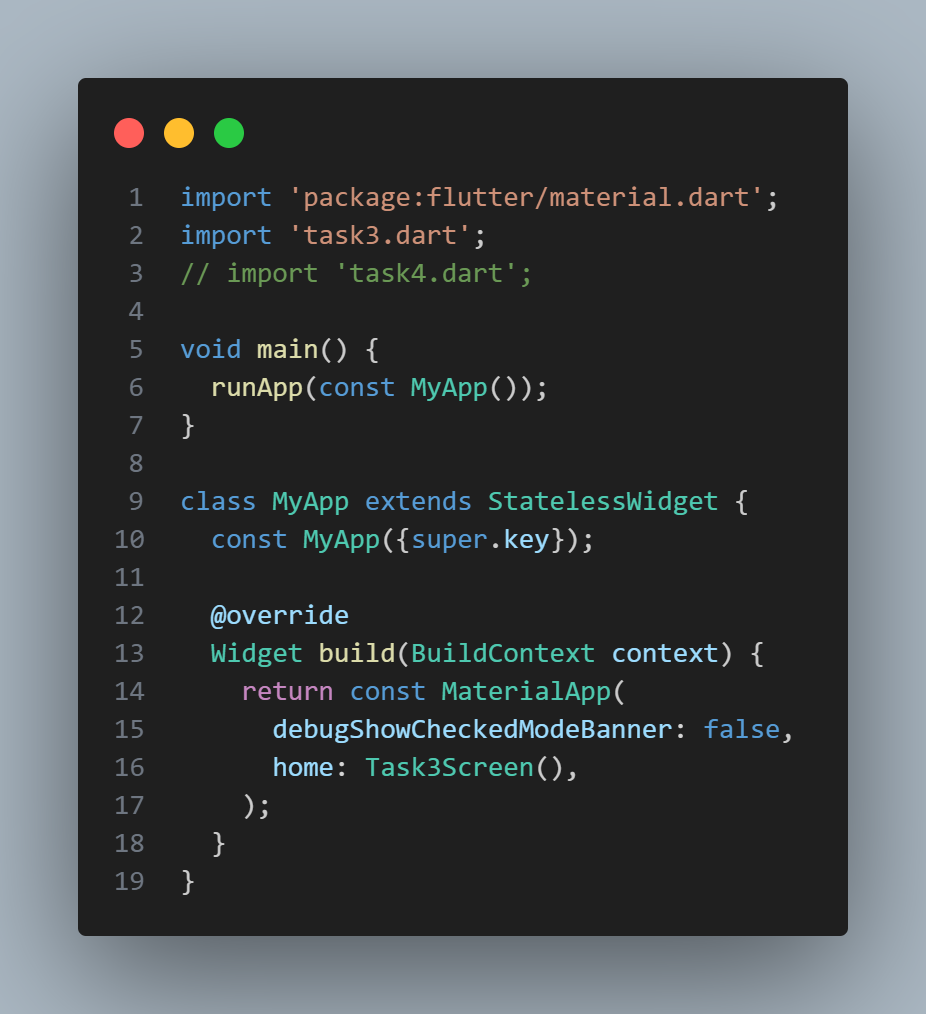 1 import 'package:flutter/material.dart';
2 import 'task3.dart';
3 // import 'task4.dart';
4
5 void main() {
6   runApp(const MyApp());
7 }
8
9 class MyApp extends StatelessWidget {
10   const MyApp({super.key});
11
12   @override
13   Widget build(BuildContext context) {
14     return const MaterialApp(
15       debugShowCheckedModeBanner: false,
16       home: Task3Screen(),
17     );
18   }
19 }